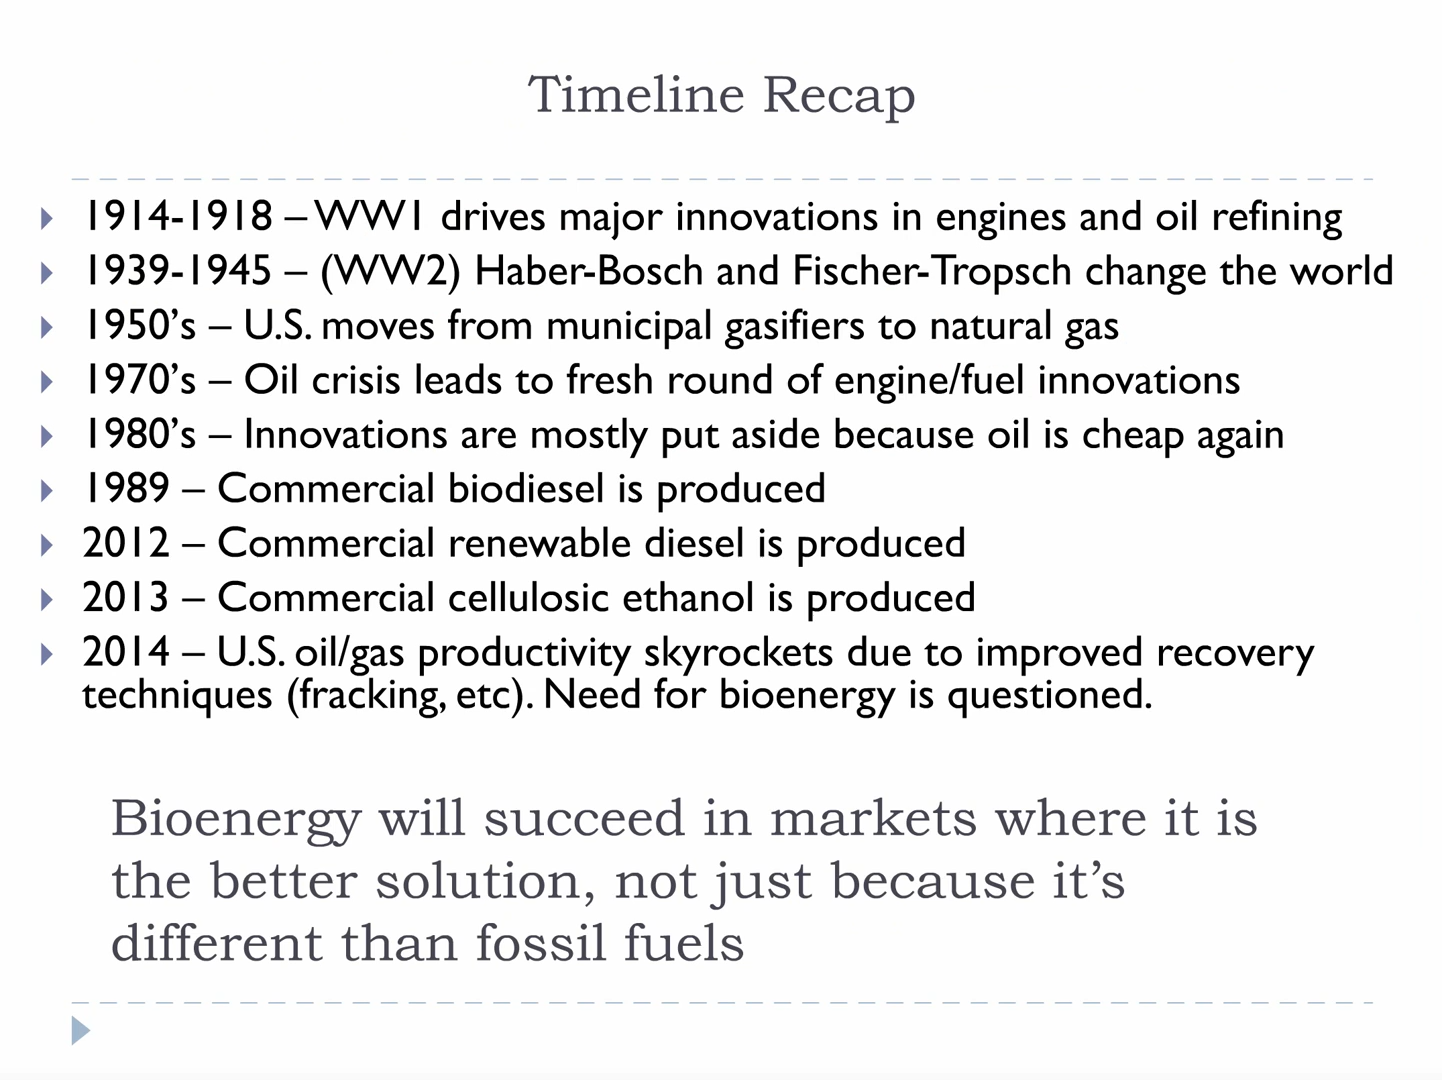 Timeline Recap
1914-1918 – WW1 drives major innovations in engines and oil refining
1939-1945 – (WW2) Haber-Bosch and Fischer-Tropsch change the world
1950’s – U.S. moves from municipal gasifiers to natural gas
1970’s – Oil crisis leads to fresh round of engine/fuel innovations
1980’s – Innovations are mostly put aside because oil is cheap again
1989 – Commercial biodiesel is produced
2012 – Commercial renewable diesel is produced
2013 – Commercial cellulosic ethanol is produced
2014 – U.S. oil/gas productivity skyrockets due to improved recovery
techniques (fracking, etc). Need for bioenergy is questioned.
Bioenergy will succeed in markets where it is
the better solution, not just because it’s
different than fossil fuels